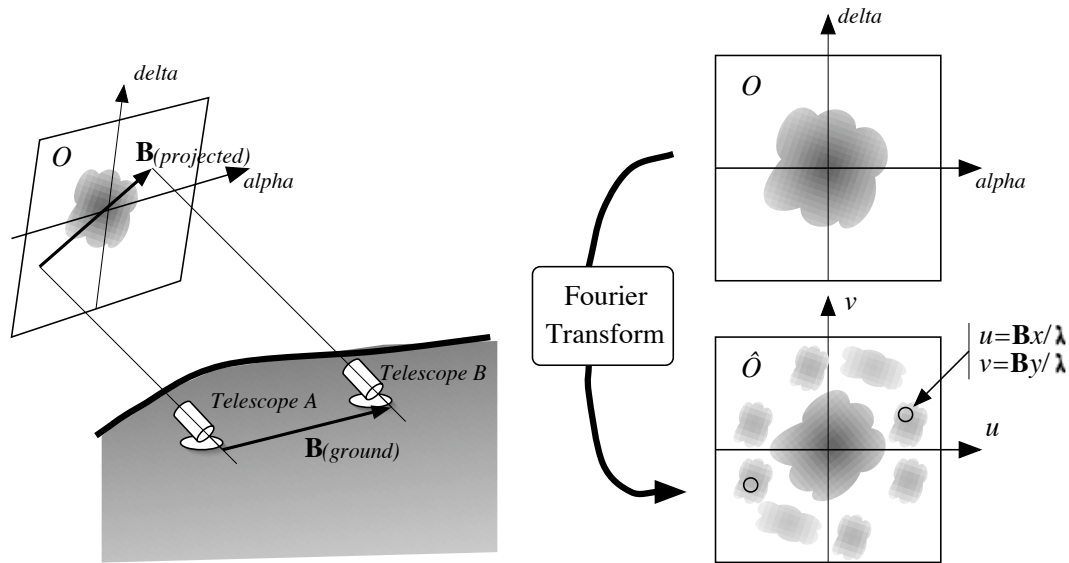 delta
O
B(projected)
alpha
Telescope B
Telescope A
B(ground)
Fourier
Transform
delta
O
alpha
v
Ô
u=Bx/λ
v=By/λ
u